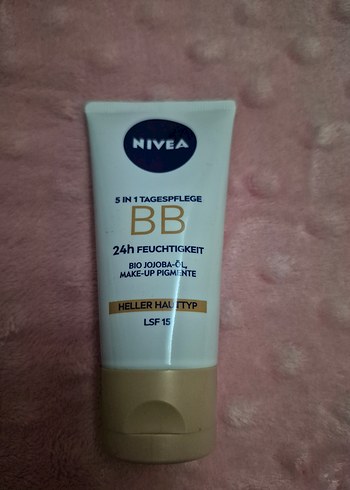 NIVEA
5 IN 1 TAGESPFLEGE
BB
24h FEUCHTIGKEIT
BIO JOJOBA-ÖL,
MAKE-UP PIGMENTE
HELLER HAUTTYP
LSF 15